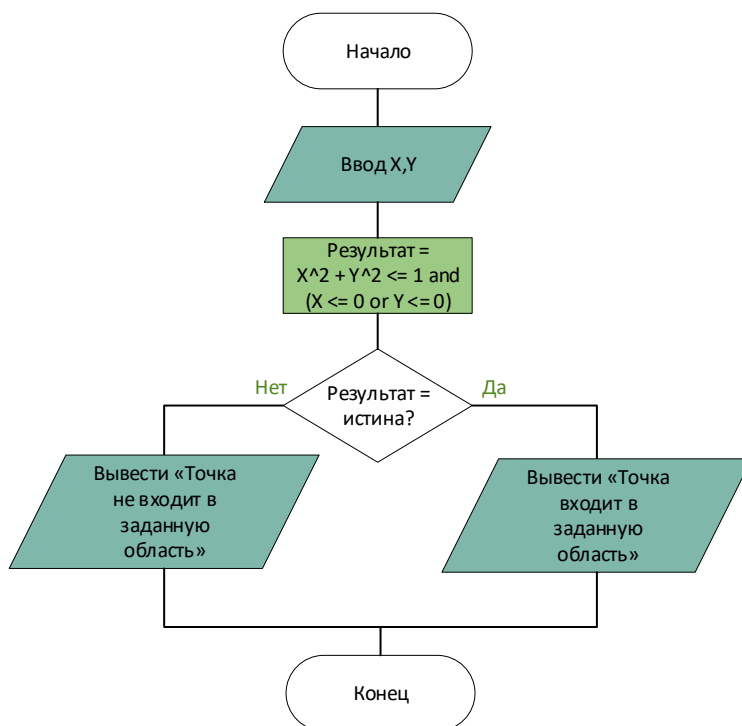 Начало
Ввод X,Y
Результат =
X^2 + Y^2 <= 1 and
(X <= 0 or Y <= 0)
Нет
Результат =
истина?
Да
Вывести «Точка
не входит в
заданную
область»
Вывести «Точка
входит в
заданную
область»
Конец